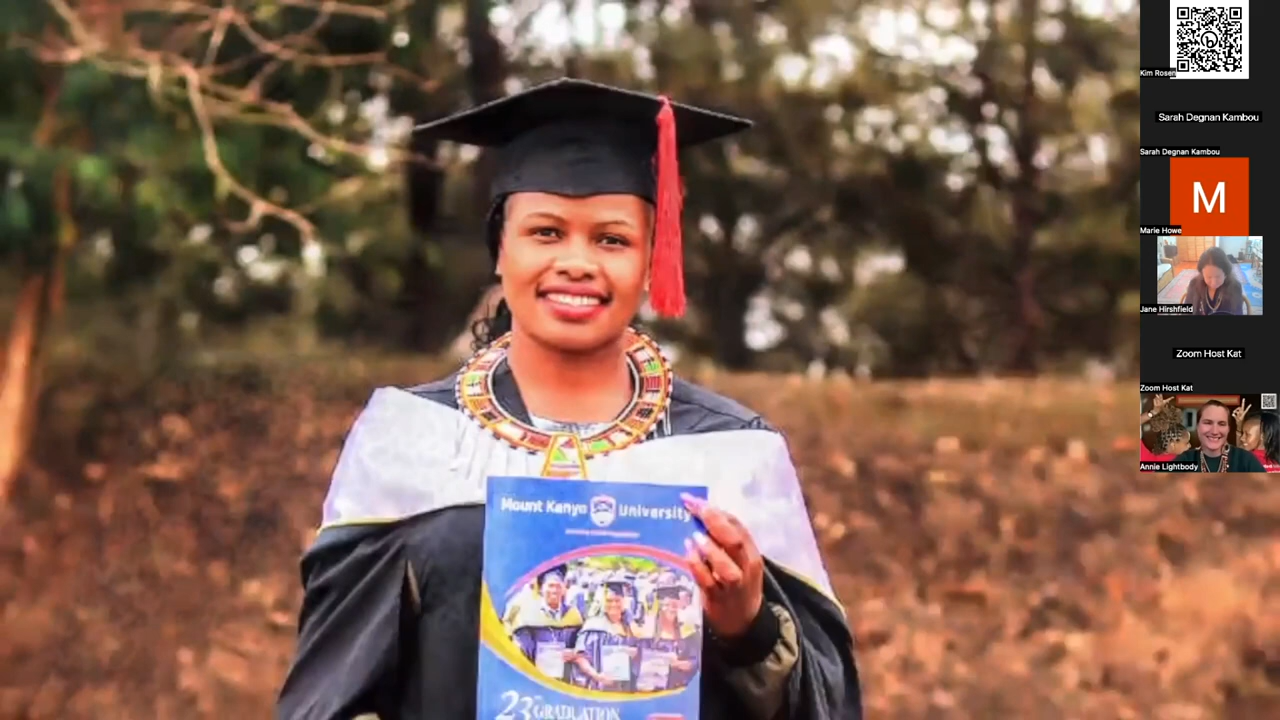 Mount Kenya University
23
GRADUATION
Kim Rosen
Sarah Degnan Kambou
Sarah Degnan Kambou
M
Marie Howe
Jane Hirshfield
Zoom Host Kat
Zoom Host Kat
Annie Lightbody